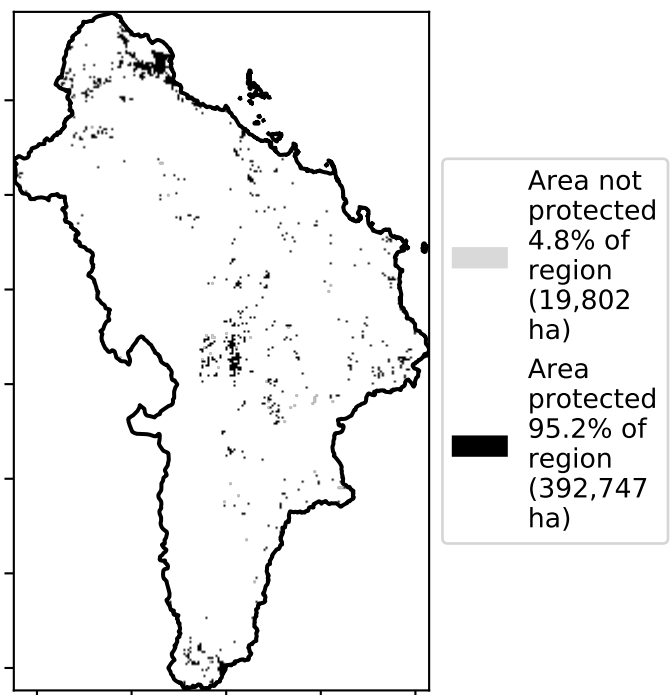 Area not
protected
4.8% of
region
(19,802
ha)
Area
protected
95.2% of
region
(392,747
ha)